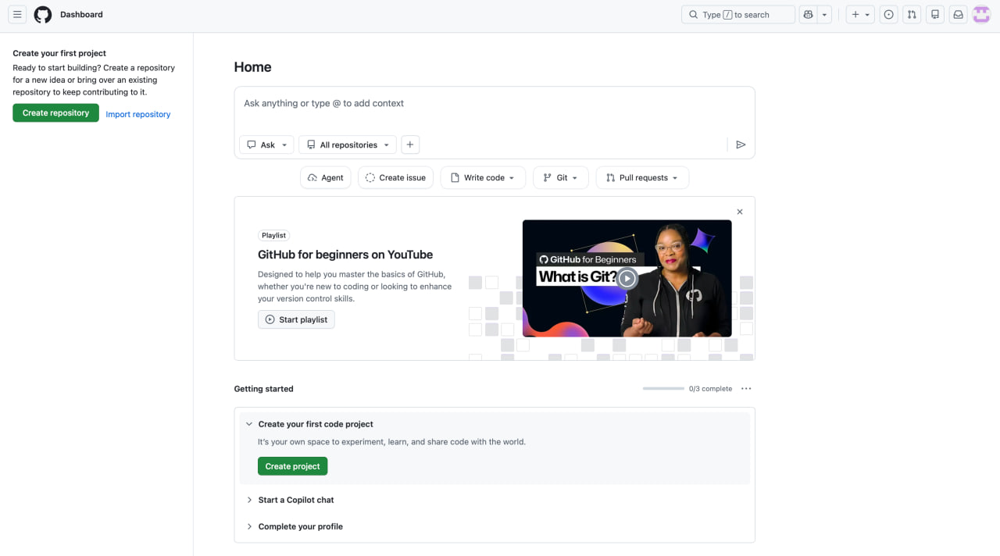 Dashboard
Type / to search
Create your first project
Ready to start building? Create a repository
for a new idea or bring over an existing
repository to keep contributing to it.
Create repository
Import repository
Home
Ask anything or type @ to add context
Ask
All repositories
Agent
Create issue
Write code
Git
Pull requests
Playlist
GitHub for beginners on YouTube
Designed to help you master the basics of GitHub,
whether you're new to coding or looking to enhance
your version control skills.
Start playlist
GitHub for Beginners
What is Git?
Getting started
0/3 complete
Create your first code project
It's your own space to experiment, learn, and share code with the world.
Create project
Start a Copilot chat
Complete your profile